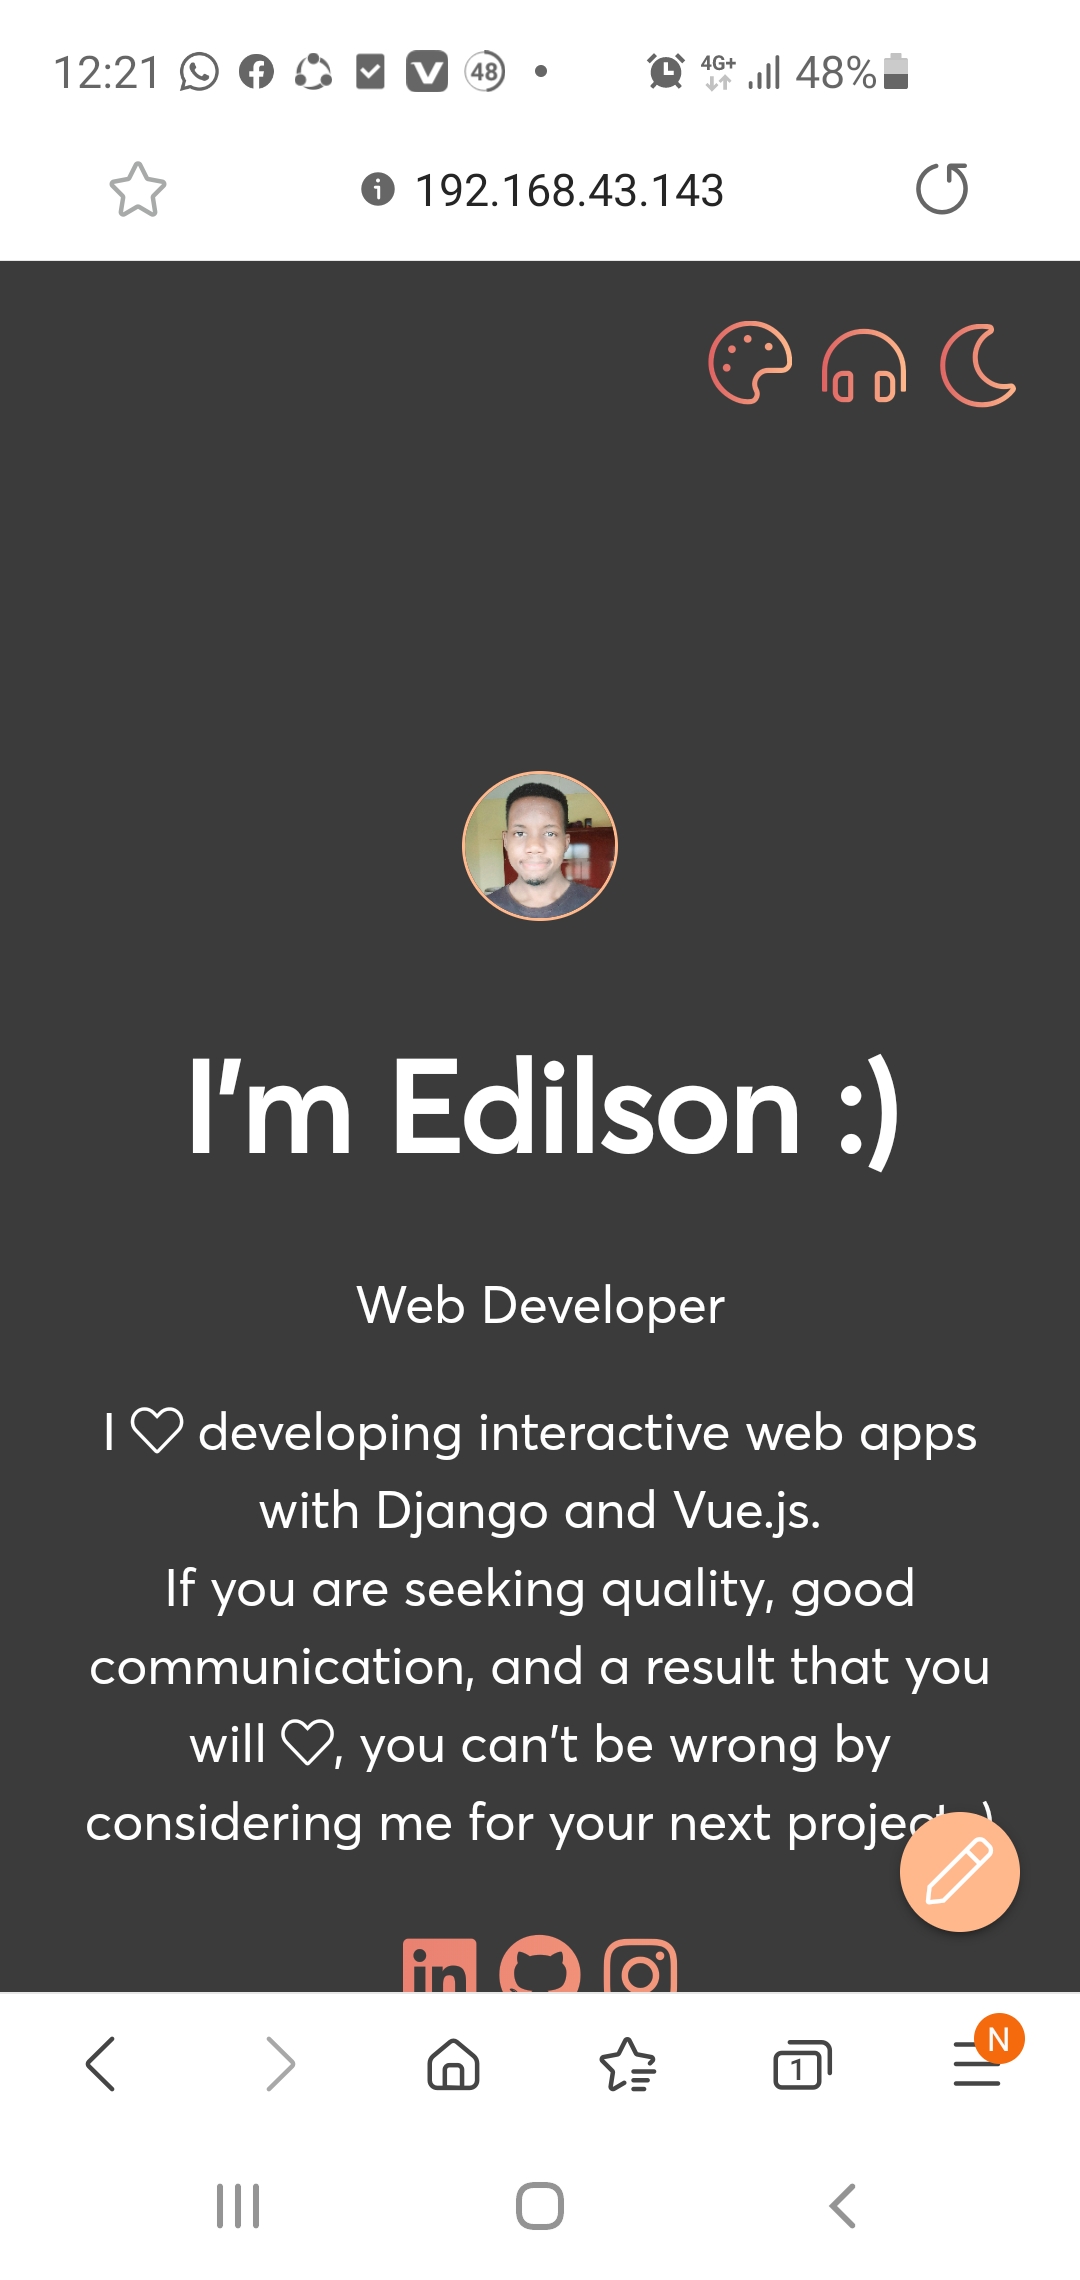 12:21 48 4G+ 48%
192.168.43.143
I'm Edilson :)
Web Developer
I ♡ developing interactive web apps
with Django and Vue.js.
If you are seeking quality, good
communication, and a result that you
will ♡, you can't be wrong by
considering me for your next
in
1 N